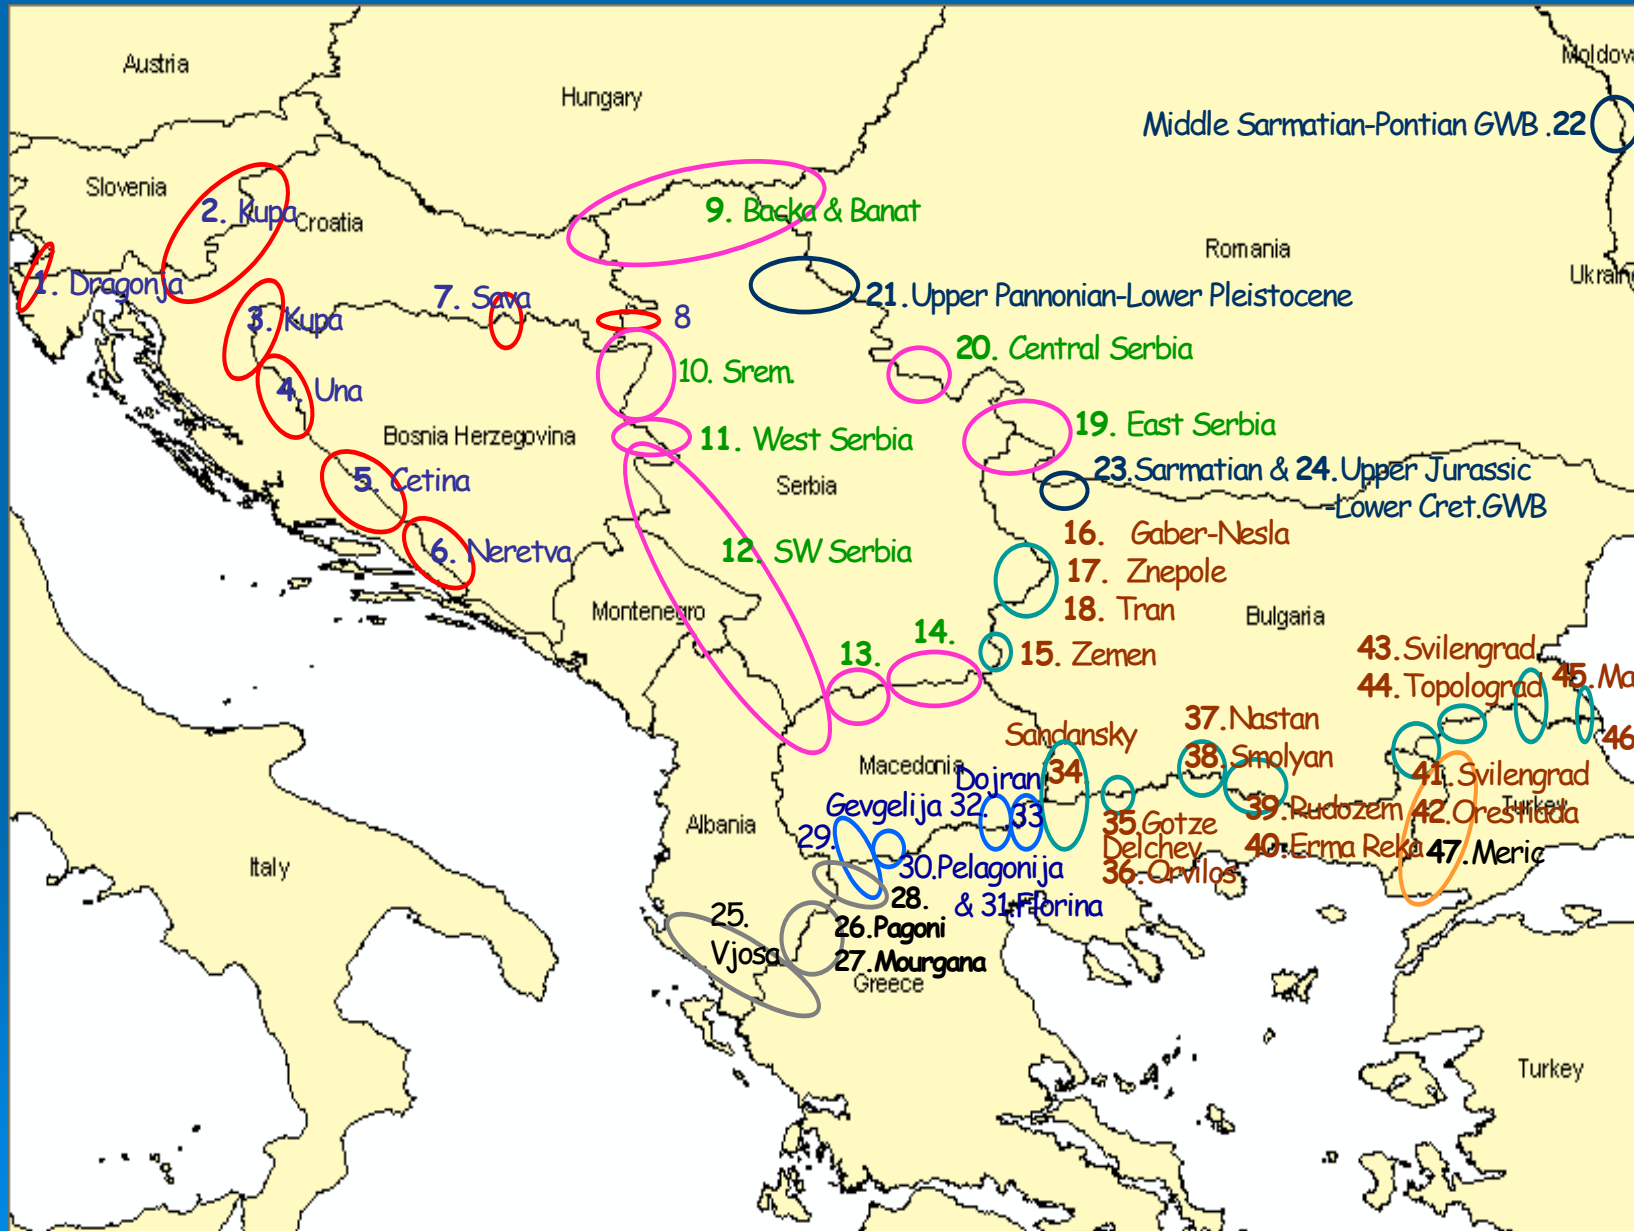 Austria
Hungary
Moldov
Middle Sarmatian-Pontian GWB .22
Slovenia
2. Kupa
Croatia
9. Backa & Banat
Romania
Ukrain
1. Dragonja
7. Sava
21.Upper Pannonian-Lower Pleistocene
3. Kupa
8
20. Central Serbia
10. Srem.
4. Una
19. East Serbia
Bosnia Herzegovina
11. West Serbia
5. Cetina
Serbia
23.Sarmatian & 24.Upper Jurassic
-Lower Cret.GWB
16. Gaber-Nesla
6. Neretva
12. SW Serbia
17. Znepole
18. Tran
Montenegro
Bulgaria
14.
13.
15. Zemen
43.Svilengrad
44.Topolograd
45.Ma
37.Nastan
Sandansky
46
38.Smolyan
Macedonia
34
Dojran
41.Svilengrad
Gevgelija 32.
33
39.Rudozem
42.Orestiada
Turkey
Albania
29.
35.Gotze
Delchev
40.Erma Reka
47.Meric
Italy
30.Pelagonija
& 31.Florina
36.Orvilos
28.
25.
Vjosa
26.Pagoni
27.Mourgana
Greece
Turkey